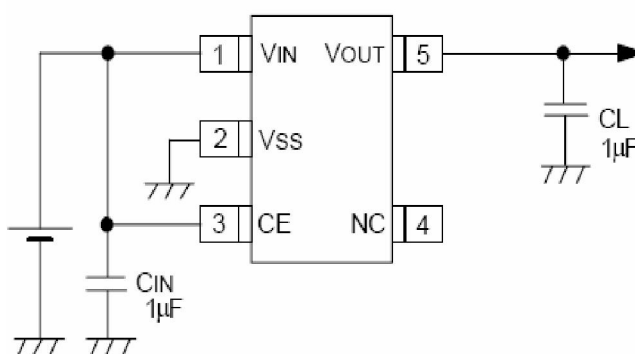 1 VIN VOUT 5
2 VSS
CL
1μF
3 CE NC 4
CIN
1μF